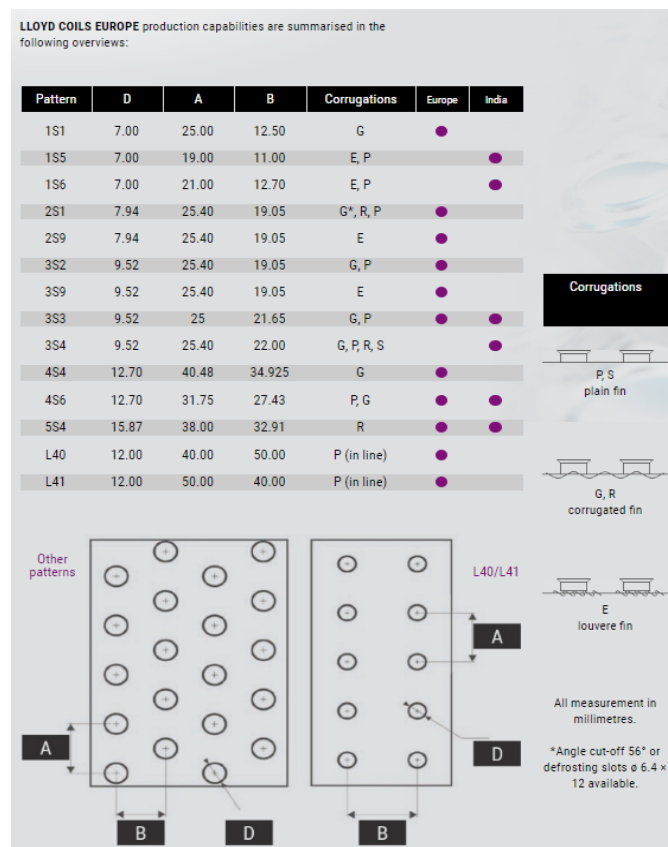 LLOYD COILS EUROPE production capabilities are summarised in the
following overviews:
Pattern D A B Corrugations Europe India
1S1 7.00 25.00 12.50 G
1S5 7.00 19.00 11.00 E, P
1S6 7.00 21.00 12.70 E, P
2S1 7.94 25.40 19.05 G*, R, P
2S9 7.94 25.40 19.05 E
3S2 9.52 25.40 19.05 G, P
3S9 9.52 25.40 19.05 E
3S3 9.52 25 21.65 G, P
3S4 9.52 25.40 22.00 G, P, R, S
4S4 12.70 40.48 34.925 G
4S6 12.70 31.75 27.43 P, G
5S4 15.87 38.00 32.91 R
L40 12.00 40.00 50.00 P (in line)
L41 12.00 50.00 40.00 P (in line)
Corrugations
P, S
plain fin
G, R
corrugated fin
E
louvere fin
Other
patterns
A
B
D
L40/L41
A
D
B
All measurement in
millimetres.
*Angle cut-off 56° or
defrosting slots ø 6.4 ×
12 available.